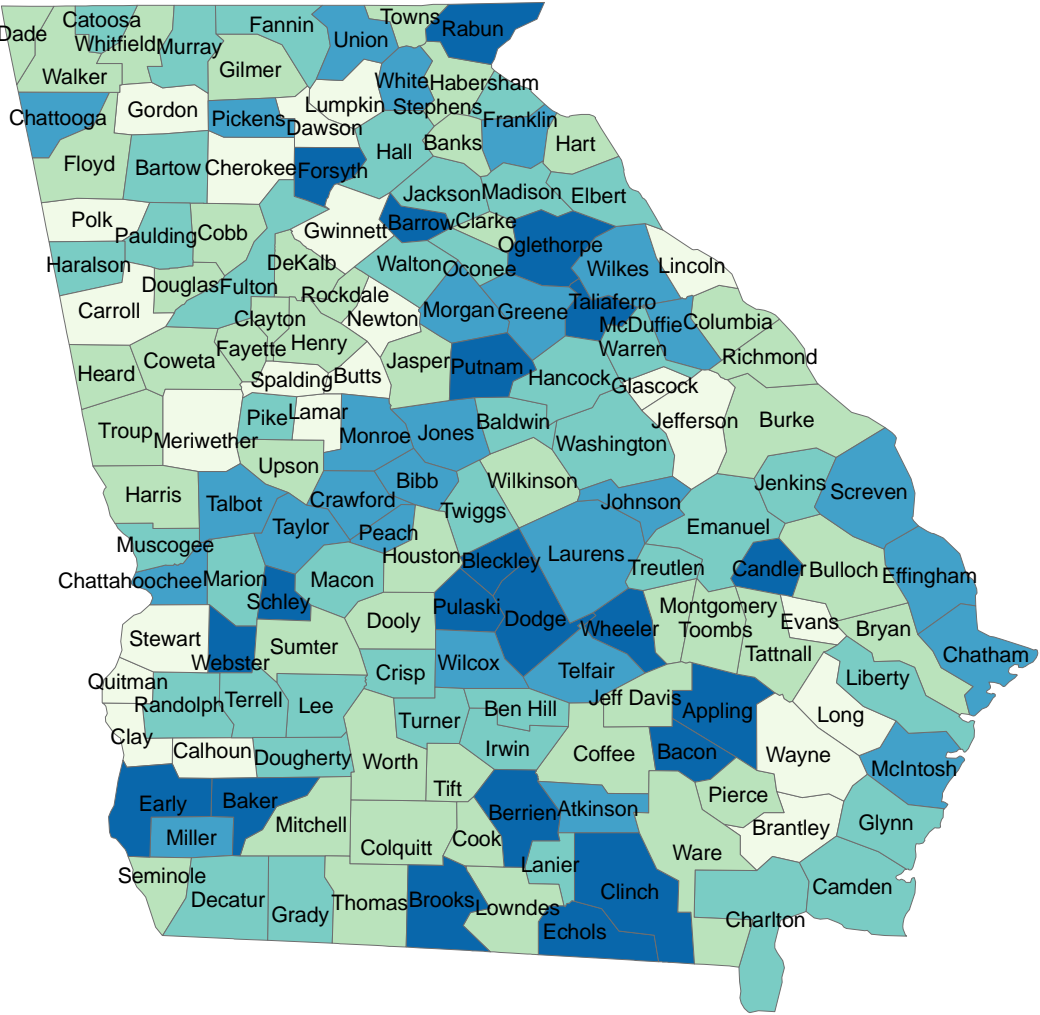 Towns
Catoosa
Fannin
Rabun
Dade
Union
Whitfield
Murray
Gilmer
Walker
White
Habersham
Lumpkin
Stephens
Gordon
Chattooga
Pickens
Franklin
Dawson
Banks
Hart
Hall
Floyd
Bartow
Cherokee
Forsyth
Jackson
Madison
Elbert
Polk
Barrow
Clarke
Gwinnett
Paulding
Cobb
Oglethorpe
Haralson
DeKalb
Walton
Oconee
Wilkes
Lincoln
Douglas
Fulton
Rockdale
Taliaferro
Carroll
Morgan
Greene
Clayton
Newton
McDuffie
Columbia
Henry
Fayette
Warren
Coweta
Jasper
Richmond
Heard
Putnam
Spalding
Butts
Hancock
Glascock
Lamar
Pike
Baldwin
Jefferson
Burke
Troup
Meriwether
Monroe
Jones
Washington
Upson
Bibb
Wilkinson
Jenkins
Harris
Screven
Talbot
Crawford
Johnson
Twiggs
Taylor
Peach
Emanuel
Muscogee
Houston
Laurens
Bleckley
Treutlen
Candler
Bulloch
Effingham
Chattahoochee
Marion
Macon
Schley
Pulaski
Montgomery
Dooly
Dodge
Wheeler
Toombs
Evans
Bryan
Stewart
Sumter
Tattnall
Chatham
Webster
Wilcox
Telfair
Crisp
Liberty
Quitman
Randolph
Terrell
Lee
Jeff Davis
Ben Hill
Appling
Long
Turner
Clay
Calhoun
Dougherty
Irwin
Coffee
Bacon
Wayne
Worth
McIntosh
Tift
Pierce
Early
Baker
Berrien
Atkinson
Mitchell
Glynn
Brantley
Miller
Cook
Colquitt
Ware
Lanier
Seminole
Camden
Clinch
Decatur
Thomas
Brooks
Lowndes
Grady
Charlton
Echols